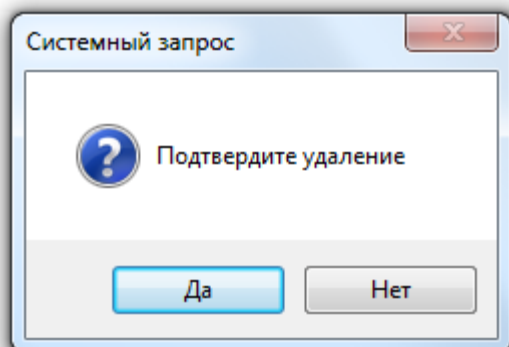 Системный запрос
Подтвердите удаление
Да
Нет